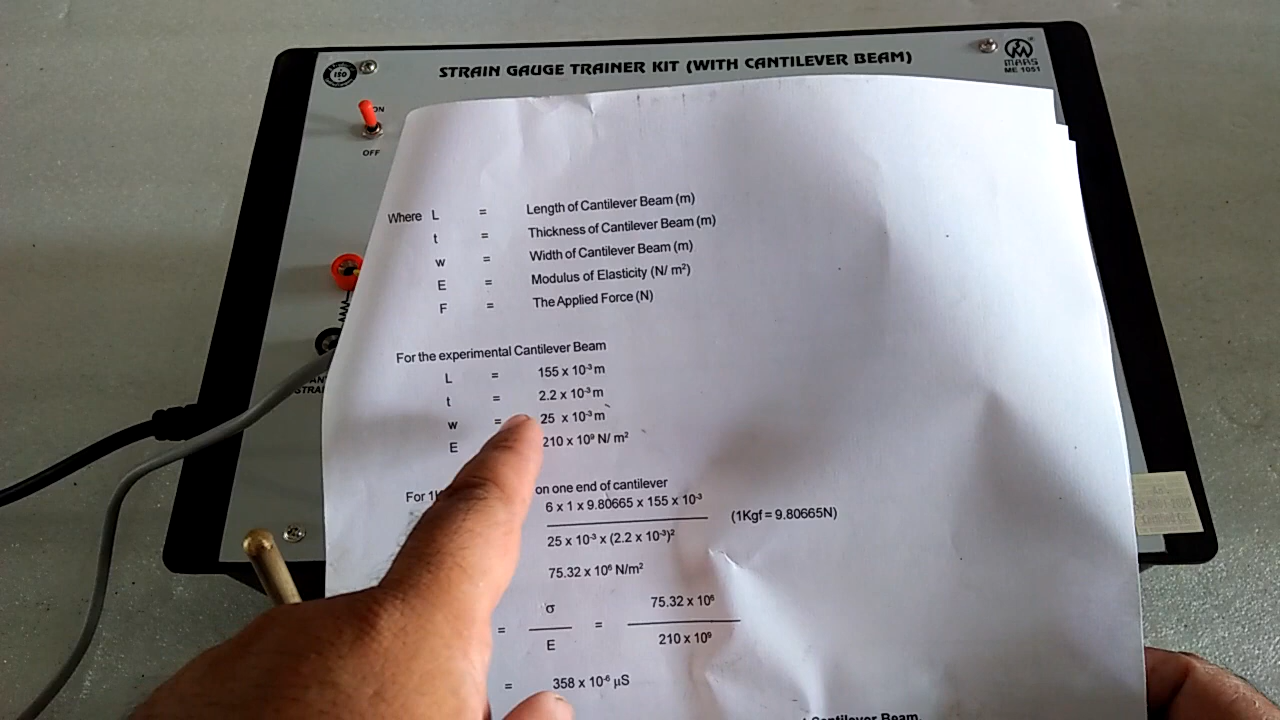 ISO
STRAIN GAUGE TRAINER KIT (WITH CANTILEVER BEAM)
MARS
ME 1051
ON
OFF
Where L = Length of Cantilever Beam (m)
t = Thickness of Cantilever Beam (m)
w = Width of Cantilever Beam (m)
E = Modulus of Elasticity (N/ m²)
F = The Applied Force (N)
For the experimental Cantilever Beam
L = 155 x 10⁻³m
t = 2.2 x 10⁻³m
w = 25 x 10⁻³m
E 210 x 10⁹ N/ m²
For on one end of cantilever
6 x 1 x 9.80665 x 155 x 10⁻³
(1Kgf = 9.80665N)
25 x 10⁻³ x (2.2 x 10⁻³)²
75.32 x 10⁶ N/m²
σ 75.32 x 10⁶
= =
E 210 x 10⁹
= 358 x 10⁻⁶ µS
Cantilever Beam.